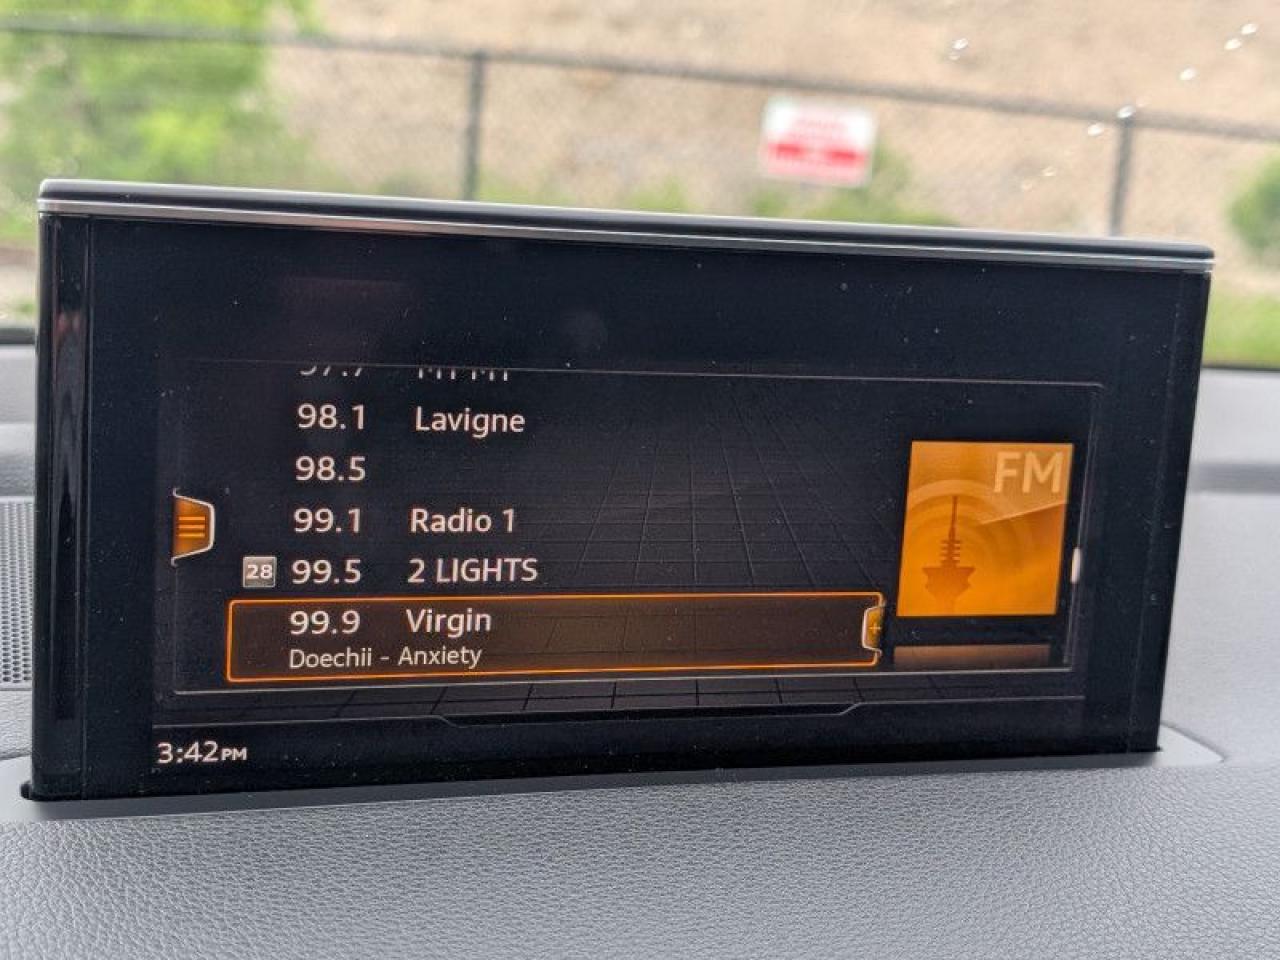 98.1 Lavigne
98.5
99.1 Radio 1
28 99.5 2 LIGHTS
99.9 Virgin
Doechii - Anxiety
FM
3:42PM